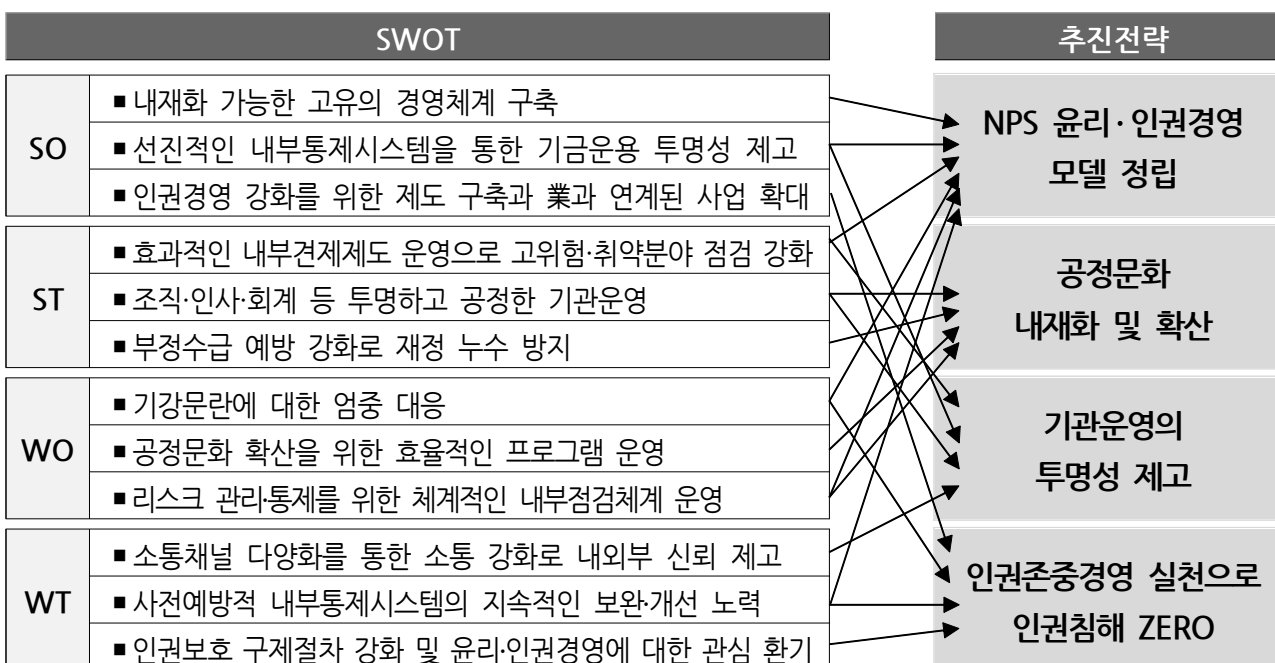 SWOT
추진전략
SO
■ 내재화 가능한 고유의 경영체계 구축
■ 선진적인 내부통제시스템을 통한 기금운용 투명성 제고
■ 인권경영 강화를 위한 제도 구축과 業과 연계된 사업 확대
ST
■ 효과적인 내부견제제도 운영으로 고위험·취약분야 점검 강화
■ 조직·인사·회계 등 투명하고 공정한 기관운영
■ 부정수급 예방 강화로 재정 누수 방지
WO
■ 기강문란에 대한 엄중 대응
■ 공정문화 확산을 위한 효율적인 프로그램 운영
■ 리스크 관리·통제를 위한 체계적인 내부점검체계 운영
WT
■ 소통채널 다양화를 통한 소통 강화로 내외부 신뢰 제고
■ 사전예방적 내부통제시스템의 지속적인 보완·개선 노력
■ 인권보호 구제절차 강화 및 윤리·인권경영에 대한 관심 환기
NPS 윤리·인권경영
모델 정립
공정문화
내재화 및 확산
기관운영의
투명성 제고
인권존중경영 실천으로
인권침해 ZERO